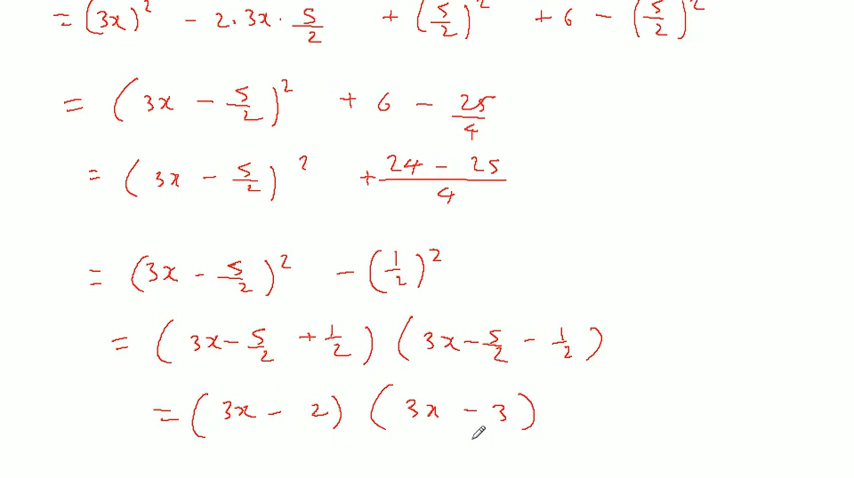 = (3x)² - 2·3x·5/2 + (5/2)² + 6 - (5/2)²
= (3x - 5/2)² + 6 - 25/4
= (3x - 5/2)² + (24 - 25)/4
= (3x - 5/2)² - (1/2)²
= (3x - 5/2 + 1/2) (3x - 5/2 - 1/2)
= (3x - 2) (3x - 3)